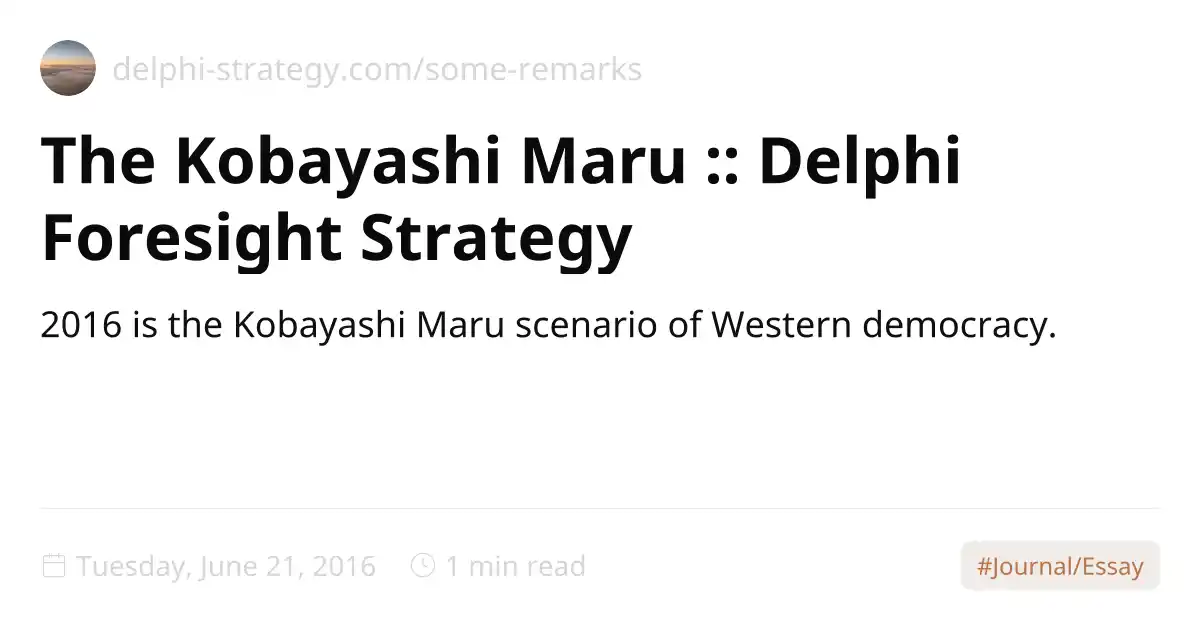 delphi-strategy.com/some-remarks
The Kobayashi Maru :: Delphi
Foresight Strategy
2016 is the Kobayashi Maru scenario of Western democracy.
Tuesday, June 21, 2016 1 min read #Journal/Essay